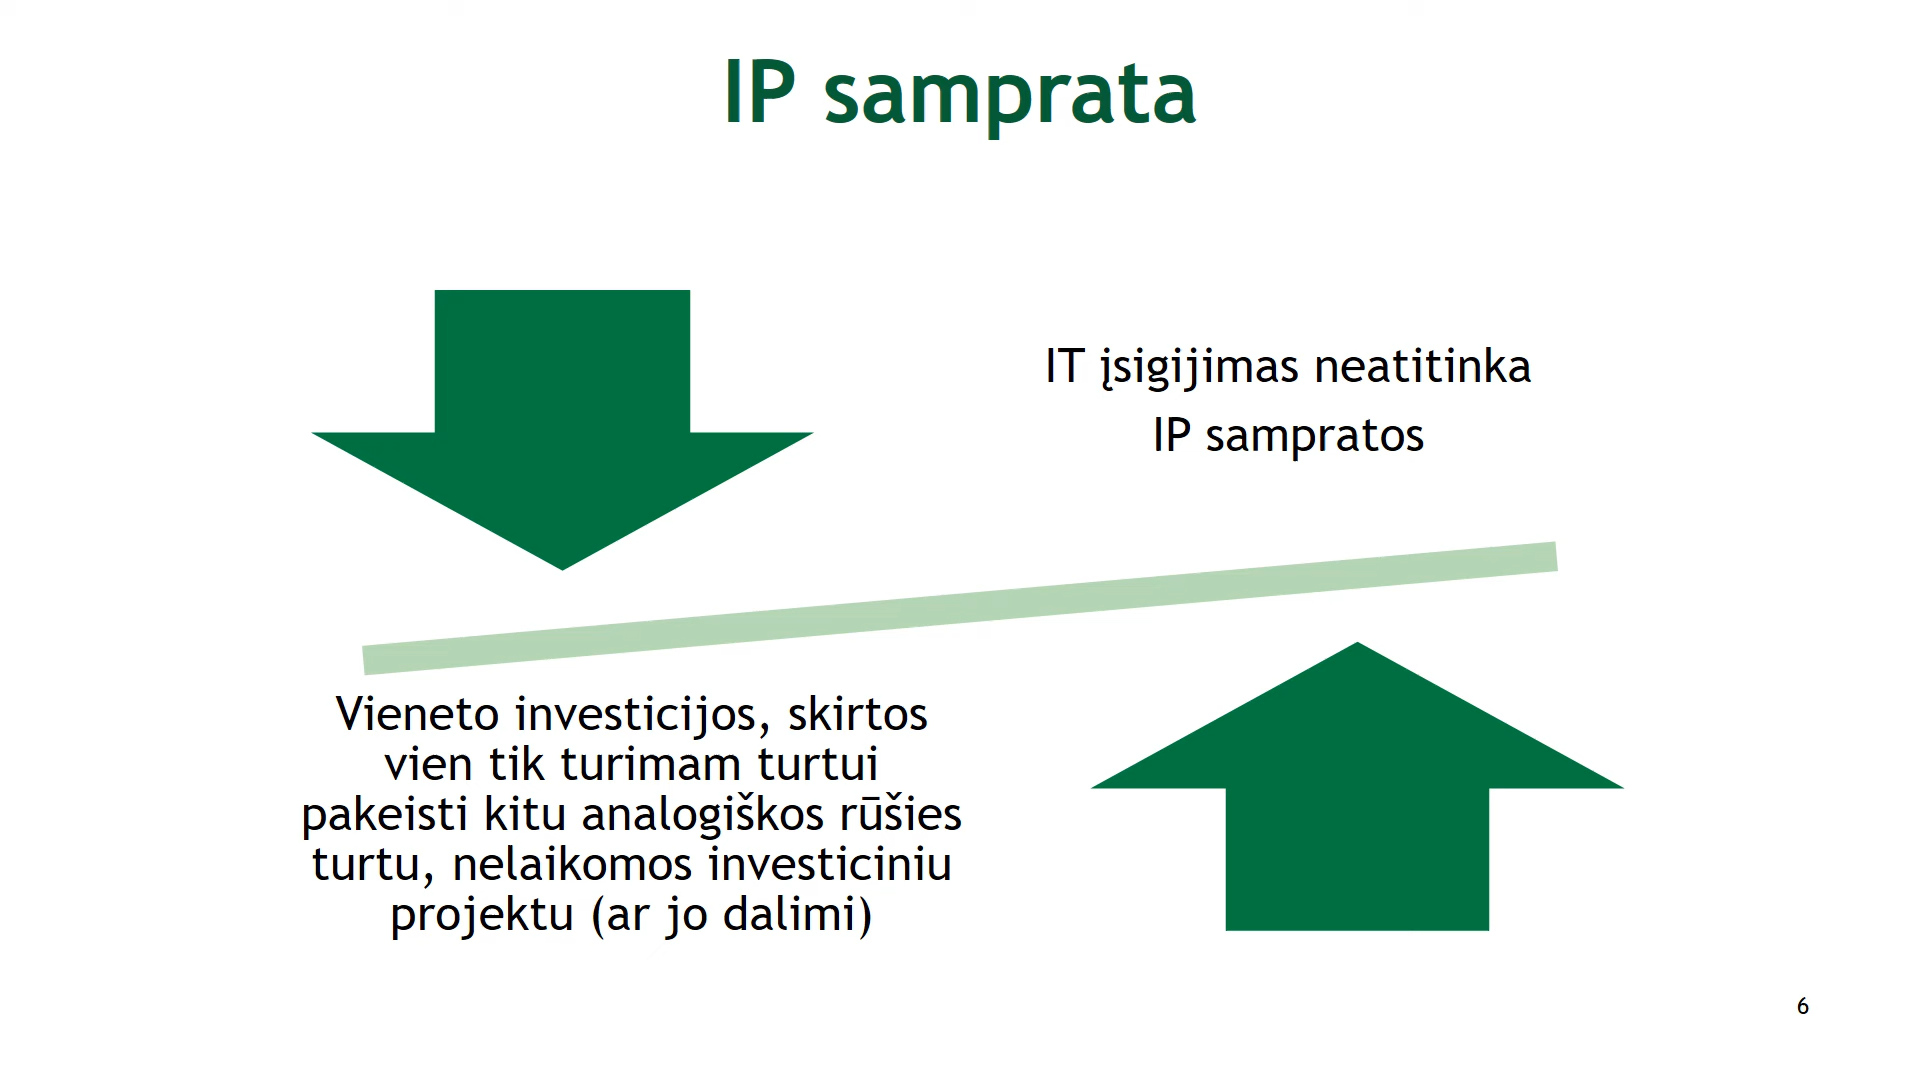 IP samprata
IT įsigijimas neatitinka
IP sampratos
Vieneto investicijos, skirtos
vien tik turimam turtui
pakeisti kitu analogiškos rūšies
turtu, nelaikomos investiciniu
projektu (ar jo dalimi)
6